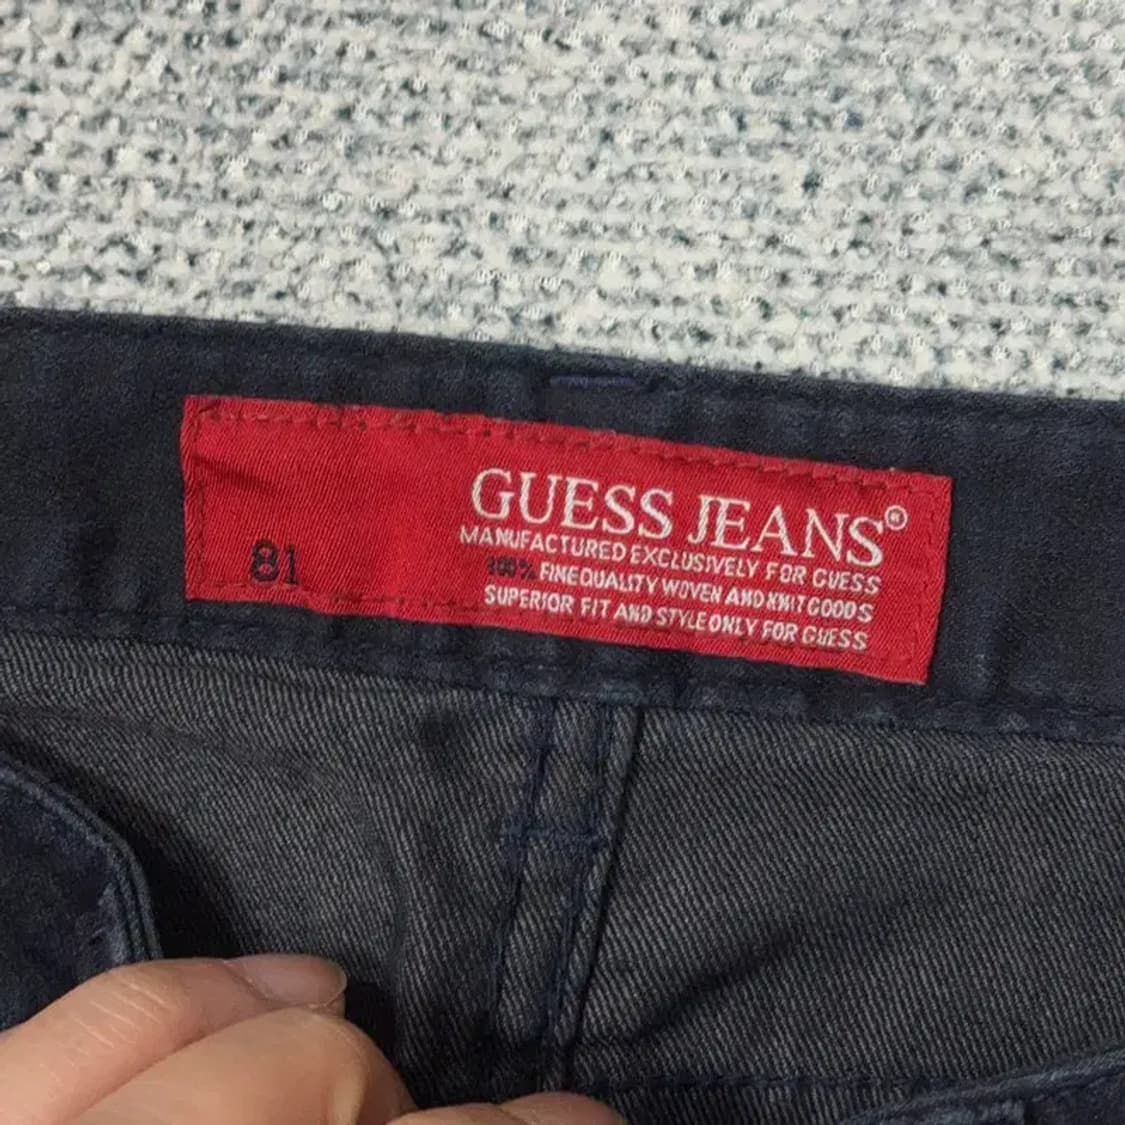 GUESS JEANS®
MANUFACTURED EXCLUSIVELY FOR GUESS
100% FINE QUALITY WOVEN AND KNIT GOODS
SUPERIOR FIT AND STYLE ONLY FOR GUESS
81